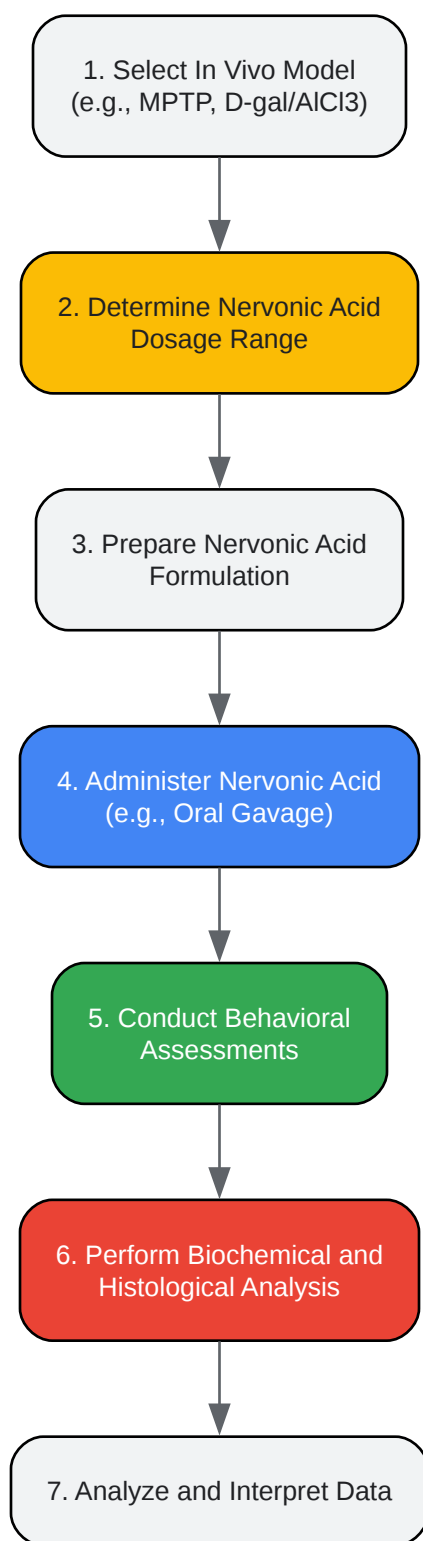 1. Select In Vivo Model
(e.g., MPTP, D-gal/AlCl3)
2. Determine Nervonic Acid
Dosage Range
3. Prepare Nervonic Acid
Formulation
4. Administer Nervonic Acid
(e.g., Oral Gavage)
5. Conduct Behavioral
Assessments
6. Perform Biochemical and
Histological Analysis
7. Analyze and Interpret Data